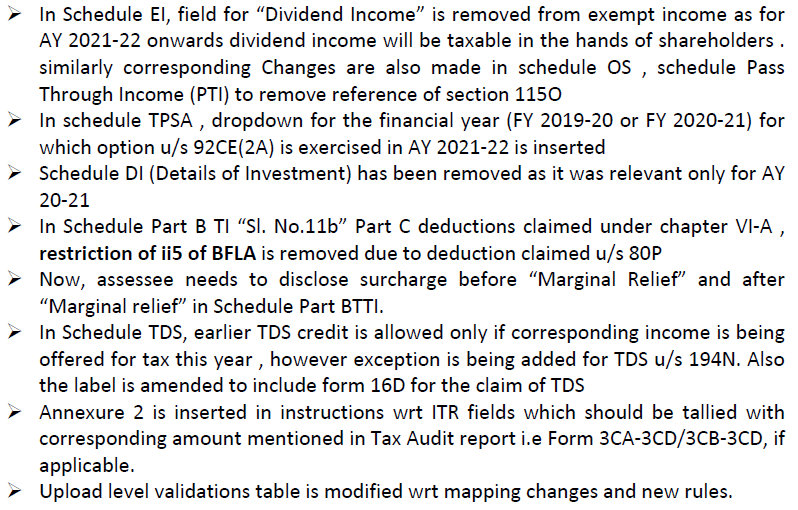 ➢ In Schedule EI, field for “Dividend Income” is removed from exempt income as for
AY 2021-22 onwards dividend income will be taxable in the hands of shareholders .
similarly corresponding Changes are also made in schedule OS , schedule Pass
Through Income (PTI) to remove reference of section 115O
➢ In schedule TPSA , dropdown for the financial year (FY 2019-20 or FY 2020-21) for
which option u/s 92CE(2A) is exercised in AY 2021-22 is inserted
➢ Schedule DI (Details of Investment) has been removed as it was relevant only for AY
20-21
➢ In Schedule Part B TI “Sl. No.11b” Part C deductions claimed under chapter VI-A ,
restriction of ii5 of BFLA is removed due to deduction claimed u/s 80P
➢ Now, assessee needs to disclose surcharge before “Marginal Relief” and after
“Marginal relief” in Schedule Part BTTI.
➢ In Schedule TDS, earlier TDS credit is allowed only if corresponding income is being
offered for tax this year , however exception is being added for TDS u/s 194N. Also
the label is amended to include form 16D for the claim of TDS
➢ Annexure 2 is inserted in instructions wrt ITR fields which should be tallied with
corresponding amount mentioned in Tax Audit report i.e Form 3CA-3CD/3CB-3CD, if
applicable.
➢ Upload level validations table is modified wrt mapping changes and new rules.